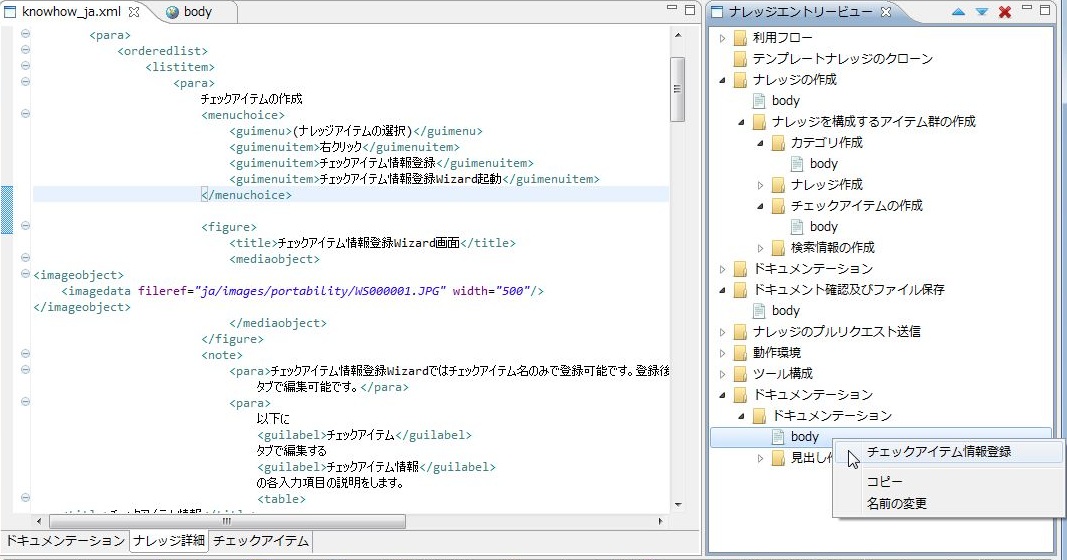 knowhow_ja.xml
body
<para>
<orderedlist>
<listitem>
<para>
チェックアイテムの作成
<menuchoice>
<guimenu>(ナレッジアイテムの選択)</guimenu>
<guimenuitem>右クリック</guimenuitem>
<guimenuitem>チェックアイテム情報登録</guimenuitem>
<guimenuitem>チェックアイテム情報登録Wizard起動</guimenuitem>
</menuchoice>
<figure>
<title>チェックアイテム情報登録Wizard画面</title>
<mediaobject>
<imageobject>
<imagedata fileref="ja/images/portability/WS000001.JPG" width="500"/>
</imageobject>
</mediaobject>
</figure>
<note>
<para>チェックアイテム情報登録Wizardではチェックアイテム名のみで登録可能です。登録後
タブで編集可能です。</para>
<para>
以下に
<guilabel>チェックアイテム</guilabel>
タブで編集する
<guilabel>チェックアイテム情報</guilabel>
の各入力項目の説明をします。
<table>
<title>チェックアイテム情報</title>
ドキュメンテーション ナレッジ詳細 チェックアイテム
ナレッジエントリービュー
利用フロー
テンプレートナレッジのクローン
ナレッジの作成
body
ナレッジを構成するアイテム群の作成
カテゴリ作成
body
ナレッジ作成
チェックアイテムの作成
body
検索情報の作成
ドキュメンテーション
ドキュメント確認及びファイル保存
body
ナレッジのプルリクエスト送信
動作環境
ツール構成
ドキュメンテーション
ドキュメンテーション
body
見出し
チェックアイテム情報登録
コピー
名前の変更